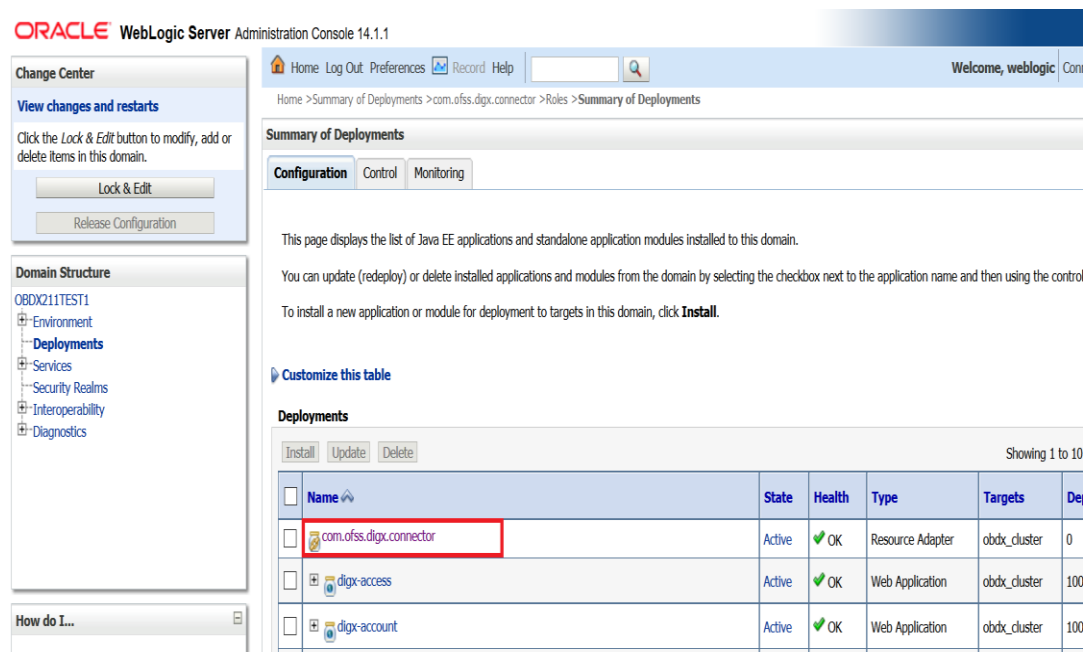 ORACLE WebLogic Server Administration Console 14.1.1
Change Center
View changes and restarts
Click the Lock & Edit button to modify, add or
delete items in this domain.
Lock & Edit
Release Configuration
Domain Structure
OBDX211TEST1
Environment
Deployments
Services
Security Realms
Interoperability
Diagnostics
How do I...
Home Log Out Preferences Record Help
Welcome, weblogic
Home >Summary of Deployments >com.ofss.digx.connector >Roles >Summary of Deployments
Summary of Deployments
Configuration Control Monitoring
This page displays the list of Java EE applications and standalone application modules installed to this domain.
You can update (redeploy) or delete installed applications and modules from the domain by selecting the checkbox next to the application name and then using the control
To install a new application or module for deployment to targets in this domain, click Install.
Customize this table
Deployments
Install Update Delete
Showing 1 to 10
Name State Health Type Targets
com.ofss.digx.connector Active OK Resource Adapter obdx_cluster 0
digx-access Active OK Web Application obdx_cluster 100
digx-account Active OK Web Application obdx_cluster 100